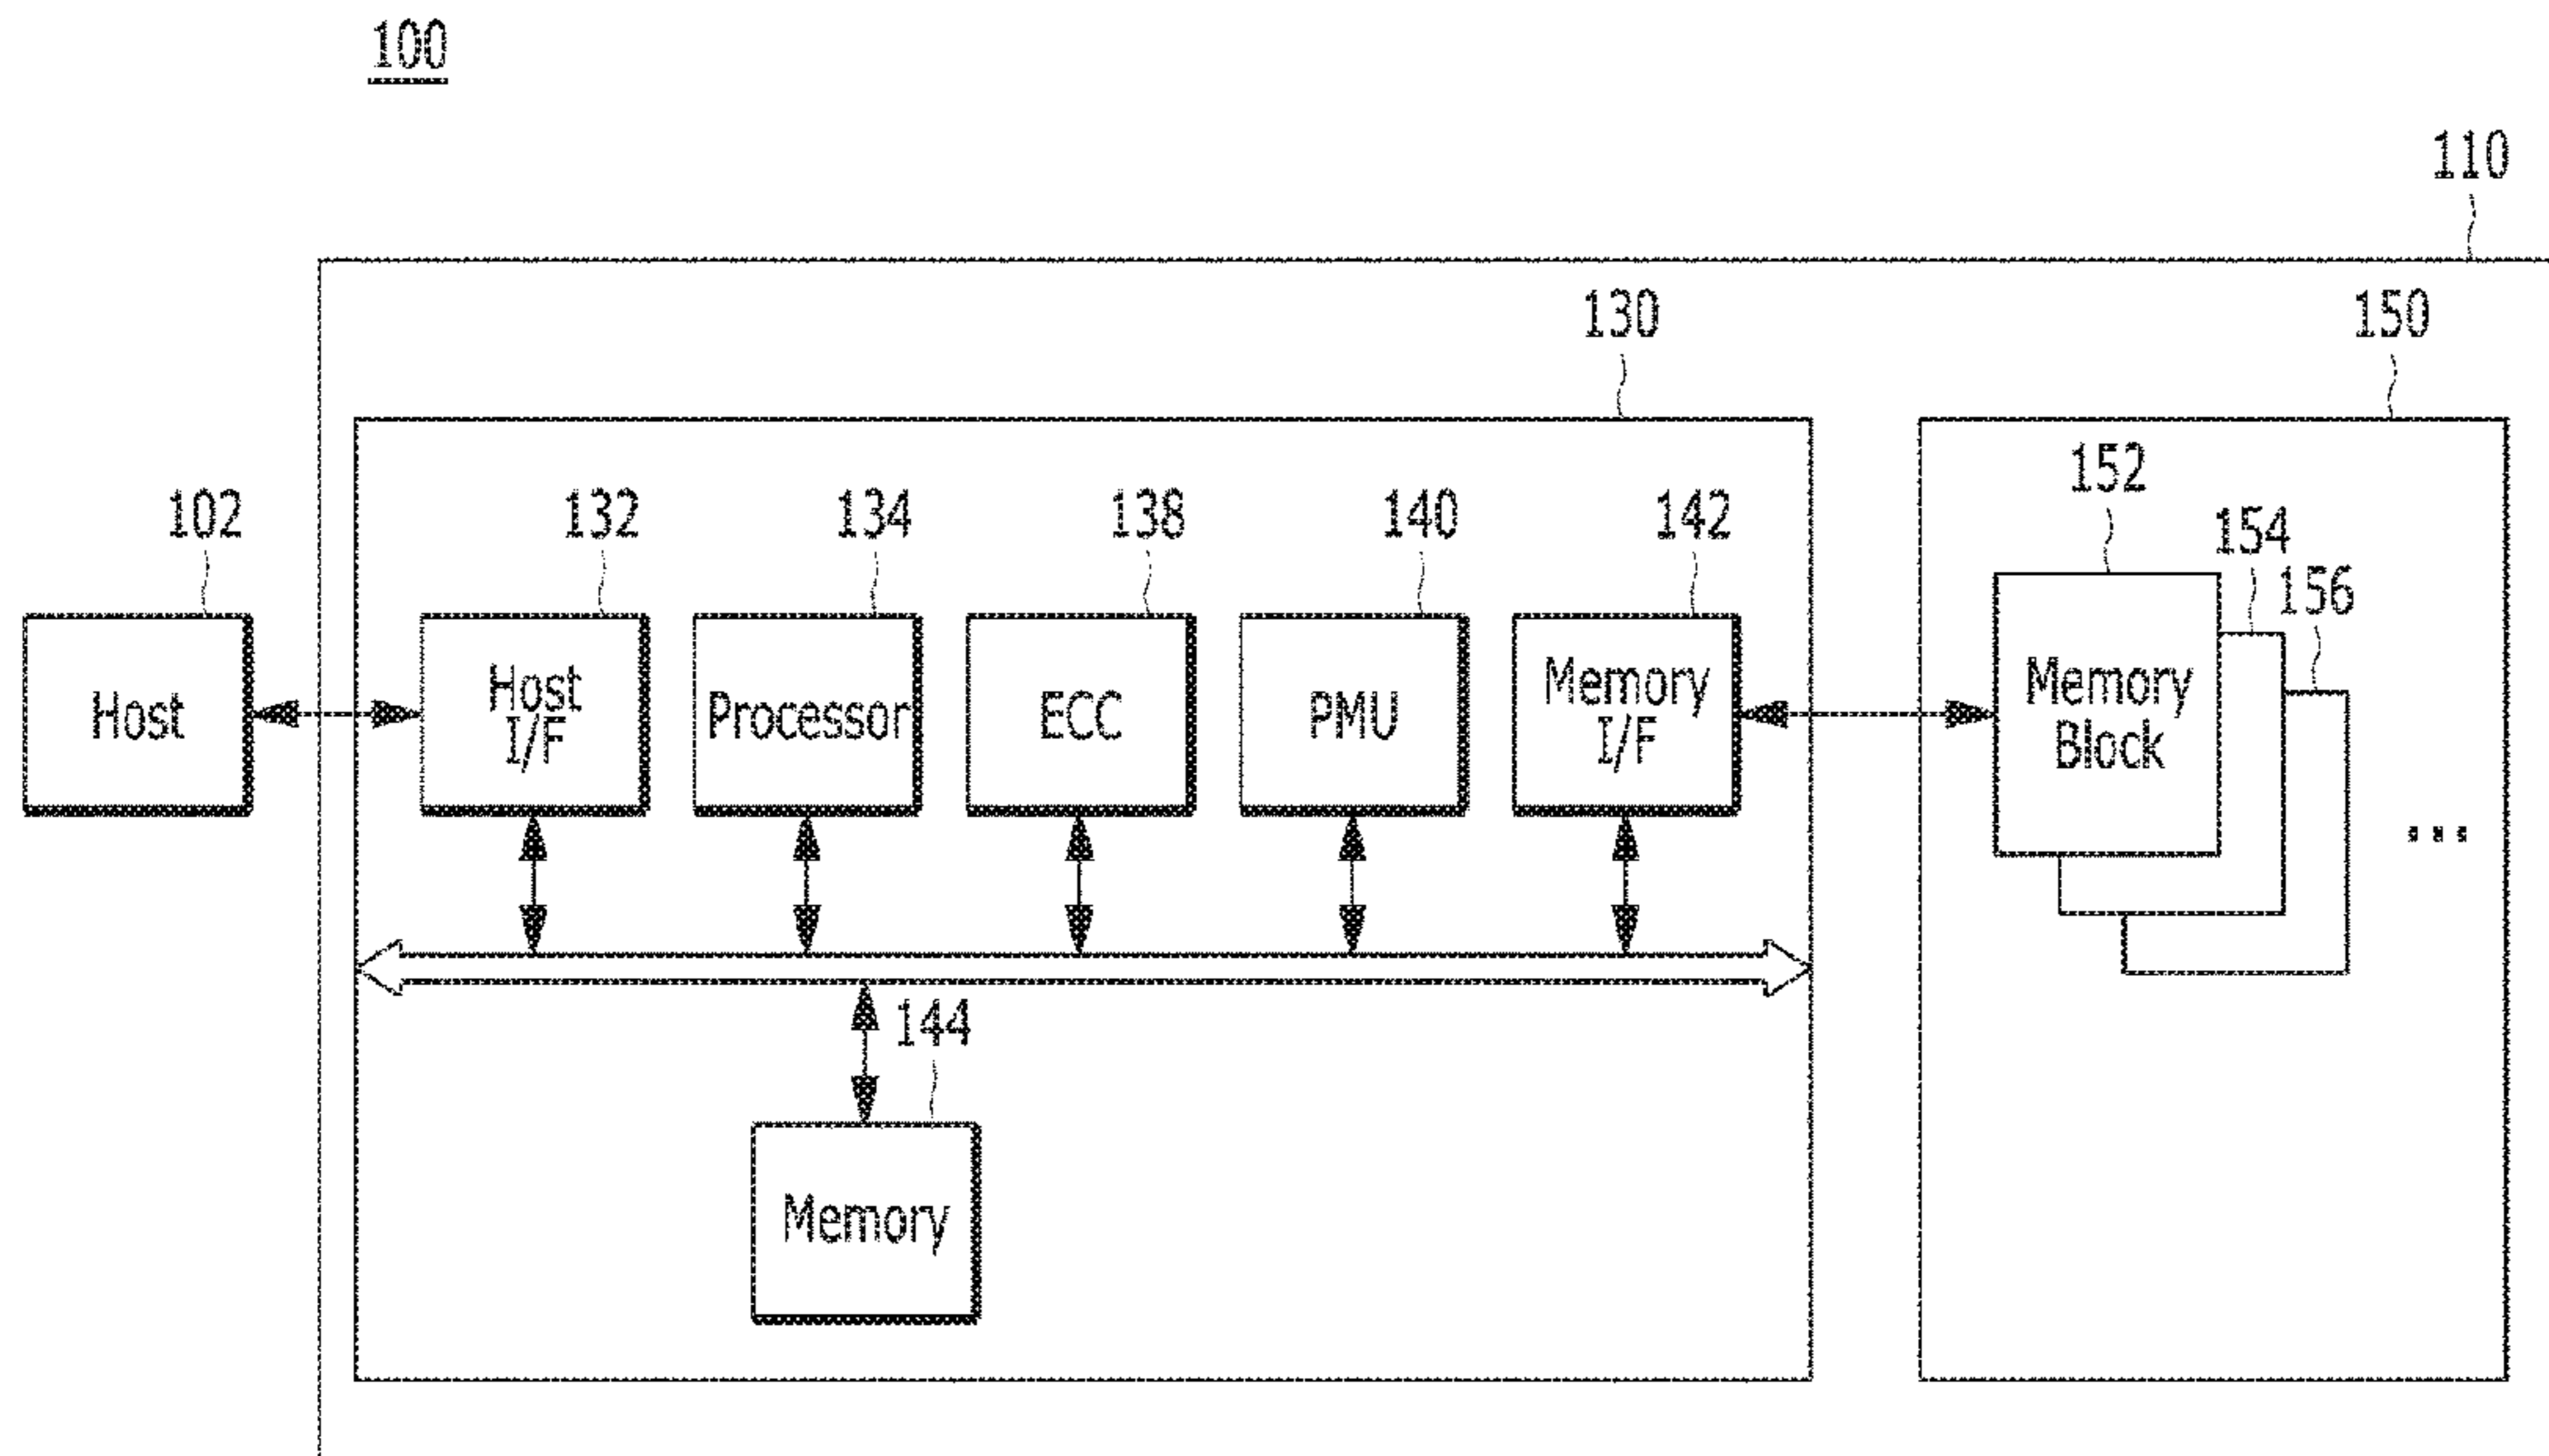 100
110
130
150
102
132
134
138
140
142
152
154
156
Host
Host
I/F
Processor
ECC
PMU
Memory
I/F
Memory
Block
...
144
Memory